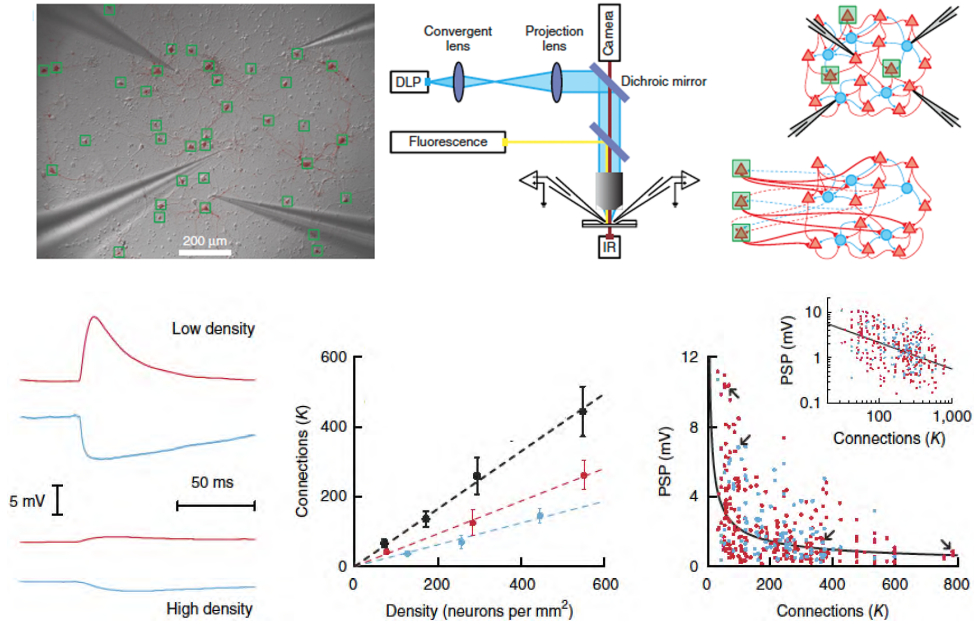 200 µm
Convergent
lens
Projection
lens
Camera
DLP
Dichroic mirror
Fluorescence
IR
Low density
5 mV
50 ms
High density
Connections (K)
600
400
200
0
0
200
400
600
Density (neurons per mm²)
PSP (mV)
12
8
4
0
0
200
400
600
800
Connections (K)
PSP (mV)
10
1
0.1
100
1,000
Connections (K)